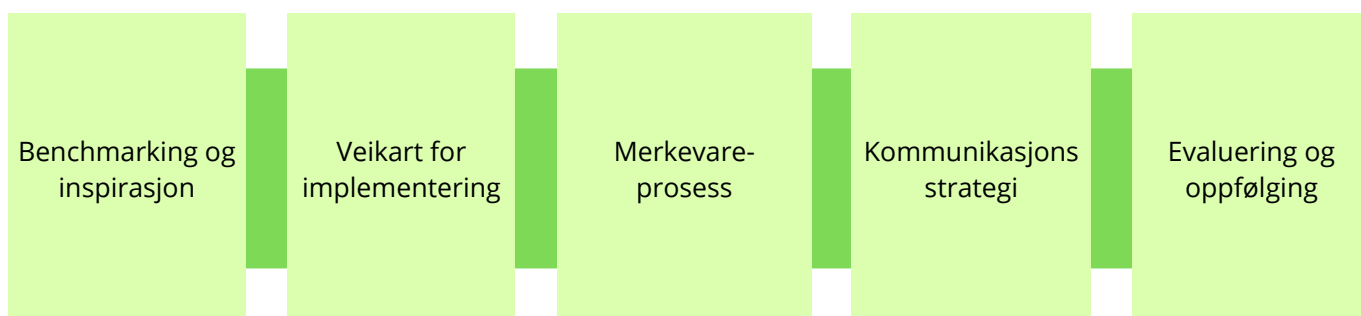 Benchmarking og
inspirasjon
Veikart for
implementering
Merkevare-
prosess
Kommunikasjons
strategi
Evaluering og
oppfølging